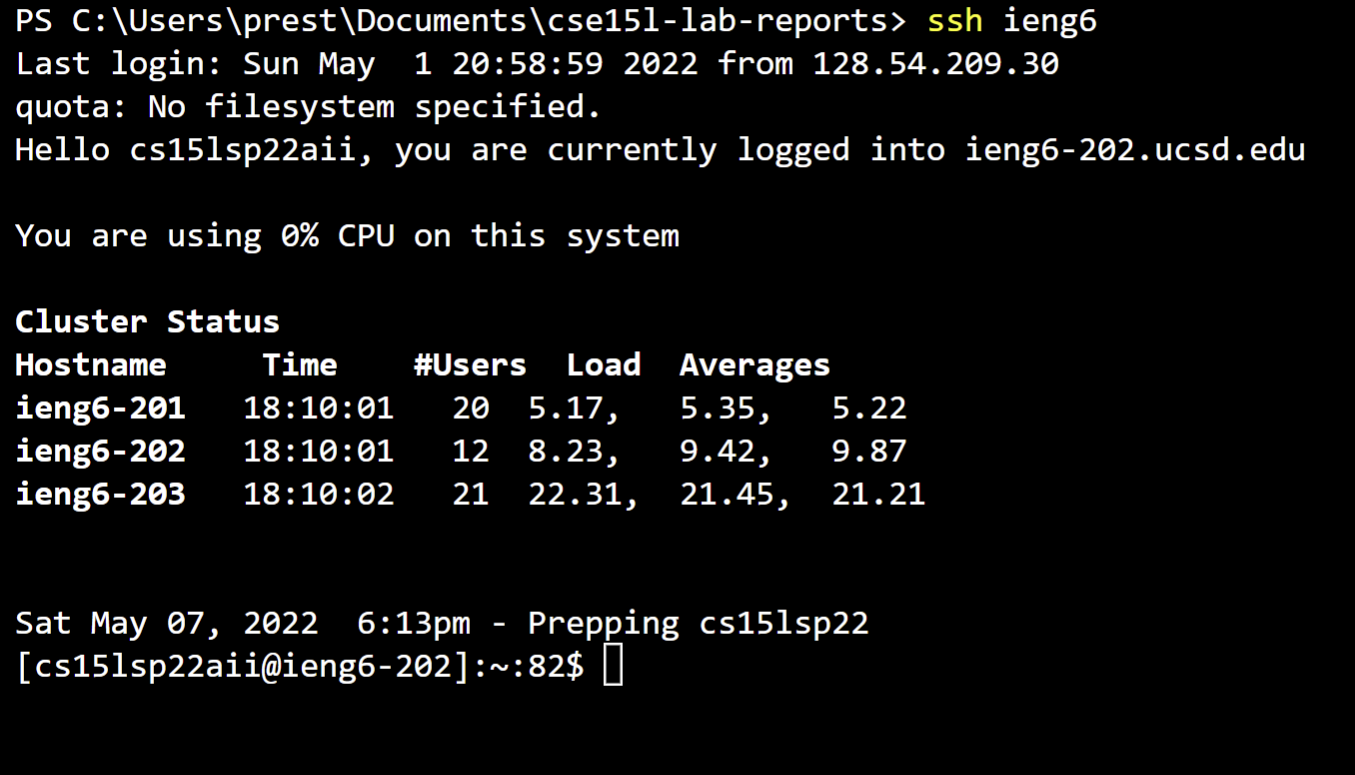 PS C:\Users\prest\Documents\cse15l-lab-reports> ssh ieng6
Last login: Sun May  1 20:58:59 2022 from 128.54.209.30
quota: No filesystem specified.
Hello cs15lsp22aii, you are currently logged into ieng6-202.ucsd.edu
You are using 0% CPU on this system
Cluster Status
Hostname     Time    #Users  Load  Averages
ieng6-201   18:10:01   20  5.17,   5.35,   5.22
ieng6-202   18:10:01   12  8.23,   9.42,   9.87
ieng6-203   18:10:02   21  22.31,  21.45,  21.21
Sat May 07, 2022  6:13pm - Prepping cs15lsp22
[cs15lsp22aii@ieng6-202]:~:82$